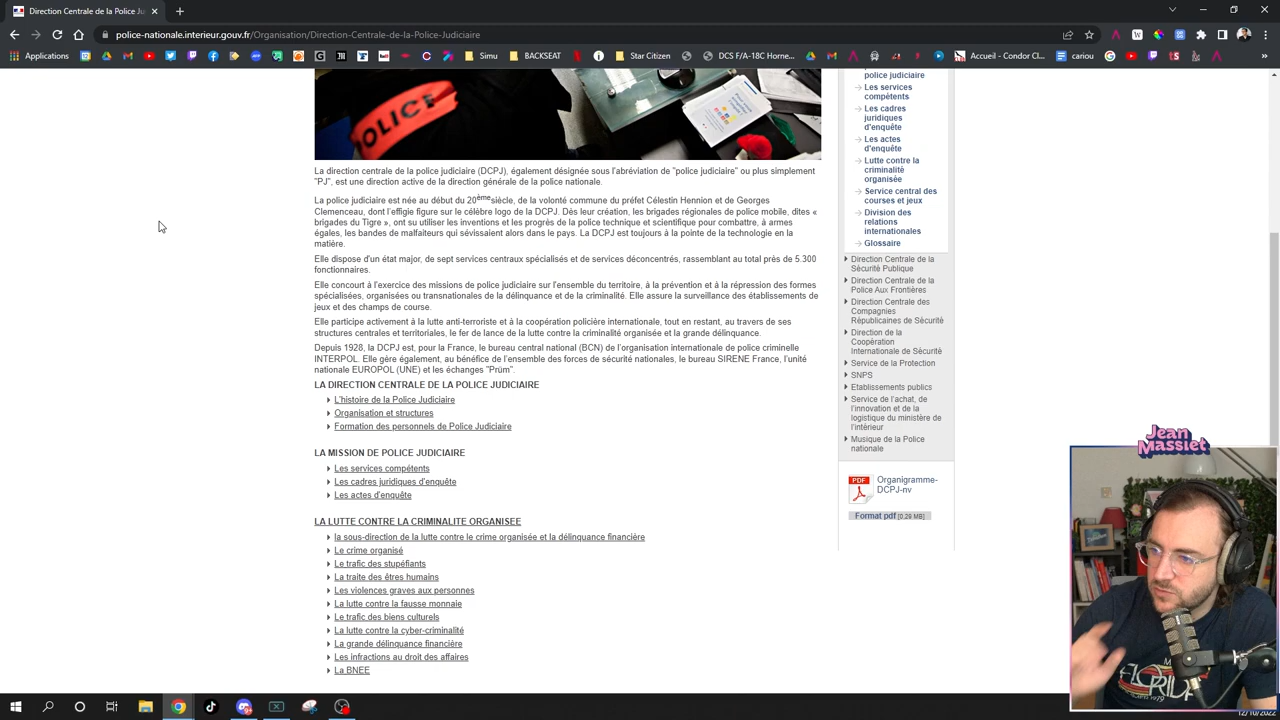 La direction centrale de la Pol
police-nationale.interieur.gouv.fr/Organisation/Direction-Centrale-de-la-Police-Judiciaire
Applications
Simu
BACKSEAT
Star Citizen
DCS F/A-18C Horne...
Accueil - Condor Cl...
cariou
POLICE
La direction centrale de la police judiciaire (DCPJ), également désignée sous l'abréviation de "police judiciaire" ou plus simplement
"PJ", est une direction active de la direction générale de la police nationale.
La police judiciaire est née au début du 20èmesiècle, de la volonté commune du préfet Célestin Hennion et de Georges
Clemenceau, dont l'effigie figure sur le célèbre logo de la DCPJ. Dès leur création, les brigades régionales de police mobile, dites «
brigades du Tigre », ont su utiliser les inventions et les progrès de la police technique et scientifique pour combattre, à armes
égales, les bandes de malfaiteurs qui sévissaient alors dans le pays. La DCPJ est toujours à la pointe de la technologie en la
matière.
Elle dispose d'un état major, de sept services centraux spécialisés et de services déconcentrés, rassemblant au total près de 5.300
fonctionnaires.
Elle concourt à l'exercice des missions de police judiciaire sur l'ensemble du territoire, à la prévention et à la répression des formes
spécialisées, organisées ou transnationales de la délinquance et de la criminalité. Elle assure la surveillance des établissements de
jeux et des champs de course.
Elle participe activement à la lutte anti-terroriste et à la coopération policière internationale, tout en restant, au travers de ses
structures centrales et territoriales, le fer de lance de la lutte contre la criminalité organisée et la grande délinquance.
Depuis 1928, la DCPJ est, pour la France, le bureau central national (BCN) de l'organisation internationale de police criminelle
INTERPOL. Elle gère également, au bénéfice de l'ensemble des forces de sécurité nationales, le bureau SIRENE France, l'unité
nationale EUROPOL (UNE) et les échanges "Prüm".
LA DIRECTION CENTRALE DE LA POLICE JUDICIAIRE
L'histoire de la Police Judiciaire
Organisation et structures
Formation des personnels de Police Judiciaire
LA MISSION DE POLICE JUDICIAIRE
Les services compétents
Les cadres juridiques d'enquête
Les actes d'enquête
LA LUTTE CONTRE LA CRIMINALITE ORGANISEE
la sous-direction de la lutte contre le crime organisée et la délinquance financière
Le crime organisé
Le trafic des stupéfiants
La traite des êtres humains
Les violences graves aux personnes
La lutte contre la fausse monnaie
Le trafic des biens culturels
La lutte contre la cyber-criminalité
La grande délinquance financière
Les infractions au droit des affaires
La BNEE
police judiciaire
Les services
compétents
Les cadres
juridiques
d'enquête
Les actes
d'enquête
Lutte contre la
criminalité
organisée
Service central des
courses et jeux
Division des
relations
internationales
Glossaire
Direction Centrale de la
Sécurité Publique
Direction Centrale de la
Police Aux Frontières
Direction Centrale des
Compagnies
Républicaines de Sécurité
Direction de la
Coopération
Internationale de Sécurité
Service de la Protection
SNPS
Etablissements publics
Service de l'achat, de
l'innovation et de la
logistique du ministère de
l'intérieur
Musique de la Police
nationale
PDF
Organigramme-
DCPJ-nv
Format pdf [0,29 MB]
Jean
Massiet
12/10/2022